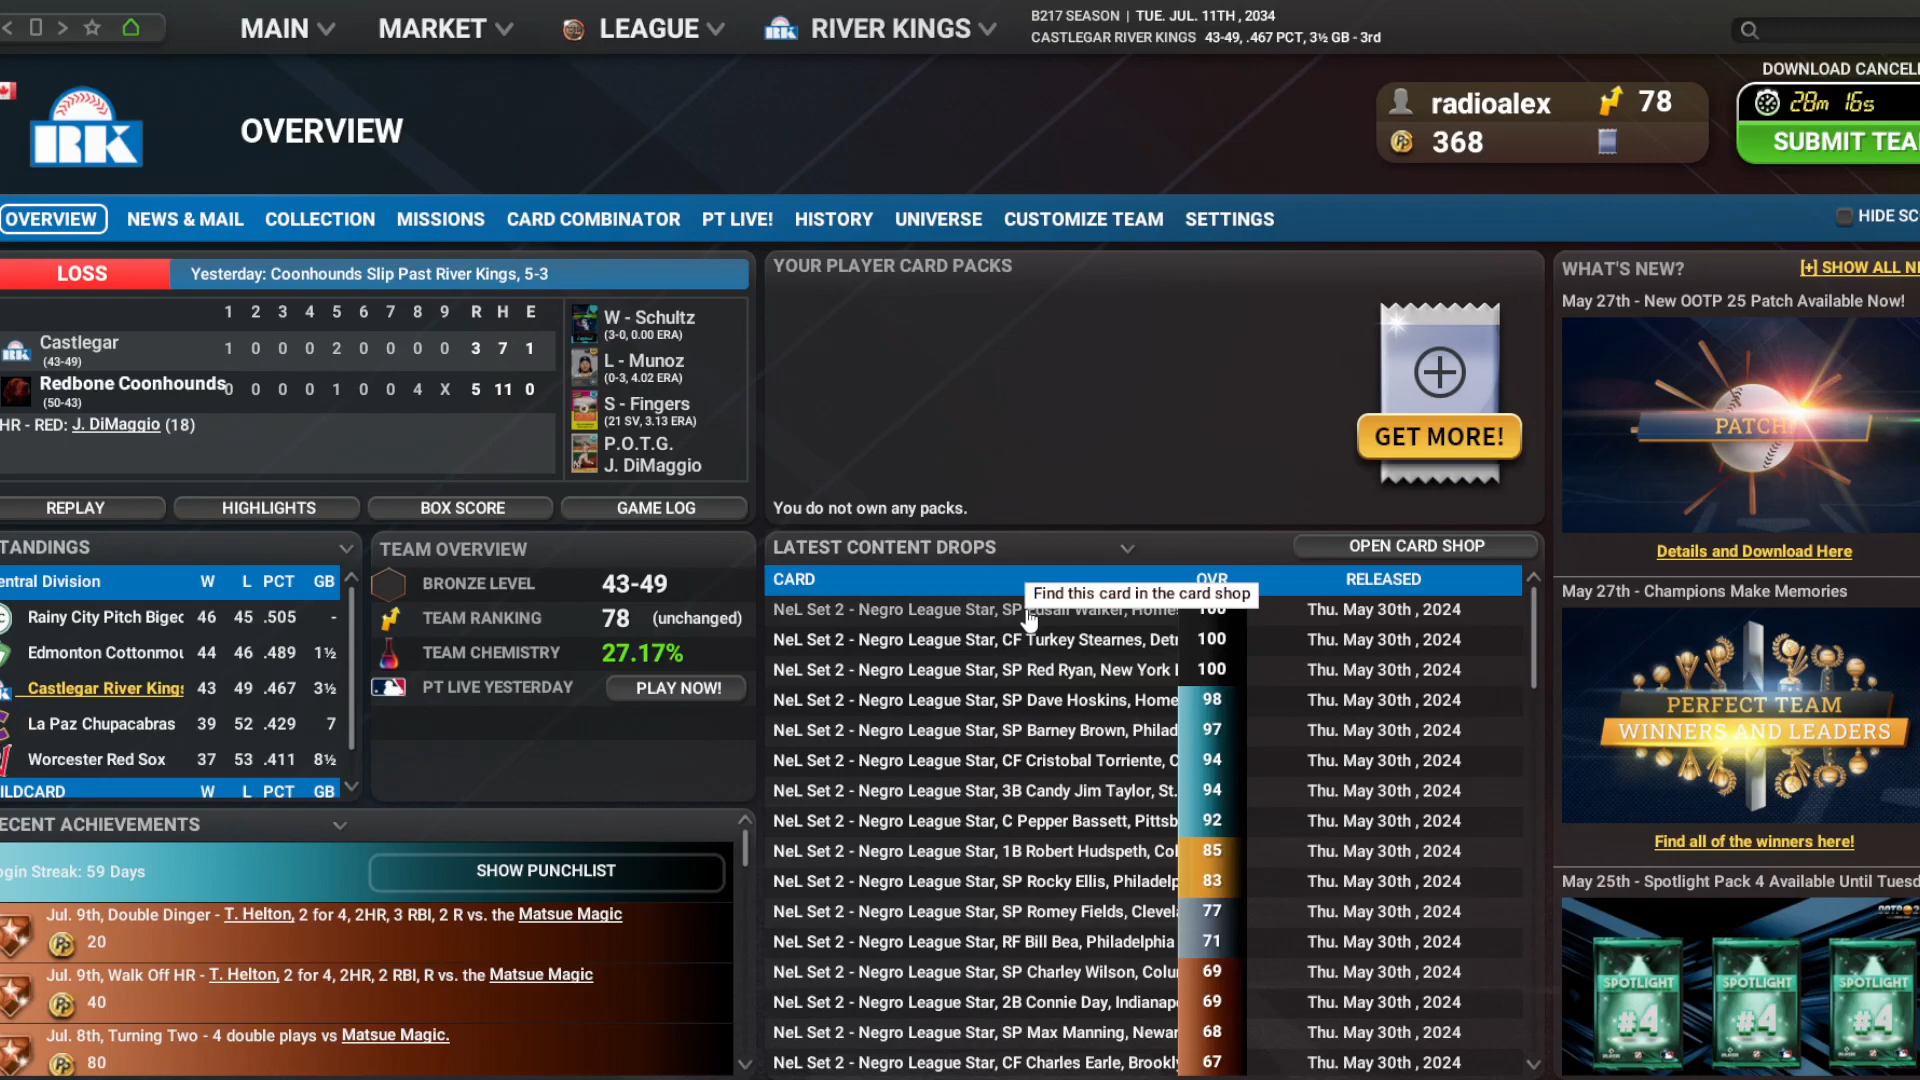 MAIN
MARKET
LEAGUE
RIVER KINGS
B217 SEASON | TUE. JUL. 11TH , 2034
CASTLEGAR RIVER KINGS 43-49, .467 PCT, 3½ GB - 3rd
RK
OVERVIEW
radioalex 78
368
DOWNLOAD CANCELL
28m 16s
SUBMIT TEA
OVERVIEW NEWS & MAIL COLLECTION MISSIONS CARD COMBINATOR PT LIVE! HISTORY UNIVERSE CUSTOMIZE TEAM SETTINGS
HIDE SC
LOSS
Yesterday: Coonhounds Slip Past River Kings, 5-3
1 2 3 4 5 6 7 8 9 R H E
Castlegar 1 0 0 0 2 0 0 0 0 3 7 1
(43-49)
Redbone Coonhounds 0 0 0 0 1 0 0 4 X 5 11 0
(50-43)
HR - RED: J. DiMaggio (18)
W - Schultz
(3-0, 0.00 ERA)
L - Munoz
(0-3, 4.02 ERA)
S - Fingers
(21 SV, 3.13 ERA)
P.O.T.G.
J. DiMaggio
REPLAY HIGHLIGHTS BOX SCORE GAME LOG
YOUR PLAYER CARD PACKS
GET MORE!
You do not own any packs.
WHAT'S NEW?
[+] SHOW ALL NE
May 27th - New OOTP 25 Patch Available Now!
PATCH!
Details and Download Here
May 27th - Champions Make Memories
PERFECT TEAM
WINNERS AND LEADERS
Find all of the winners here!
May 25th - Spotlight Pack 4 Available Until Tuesd
SPOTLIGHT SPOTLIGHT SPOTLIGHT
#4 #4 #4
TANDINGS
entral Division W L PCT GB
Rainy City Pitch Bigec 46 45 .505 -
Edmonton Cottonmou 44 46 .489 1½
Castlegar River Kings 43 49 .467 3½
La Paz Chupacabras 39 52 .429 7
Worcester Red Sox 37 53 .411 8½
ILDCARD W L PCT GB
TEAM OVERVIEW
BRONZE LEVEL 43-49
TEAM RANKING 78 (unchanged)
TEAM CHEMISTRY 27.17%
PT LIVE YESTERDAY PLAY NOW!
LATEST CONTENT DROPS
OPEN CARD SHOP
CARD OVR RELEASED
Find this card in the card shop
NeL Set 2 - Negro League Star, SP Edsall Walker, Home 100 Thu. May 30th , 2024
NeL Set 2 - Negro League Star, CF Turkey Stearnes, Detr 100 Thu. May 30th , 2024
NeL Set 2 - Negro League Star, SP Red Ryan, New York 100 Thu. May 30th , 2024
NeL Set 2 - Negro League Star, SP Dave Hoskins, Home 98 Thu. May 30th , 2024
NeL Set 2 - Negro League Star, SP Barney Brown, Philad 97 Thu. May 30th , 2024
NeL Set 2 - Negro League Star, CF Cristobal Torriente, C 94 Thu. May 30th , 2024
NeL Set 2 - Negro League Star, 3B Candy Jim Taylor, St. 94 Thu. May 30th , 2024
NeL Set 2 - Negro League Star, C Pepper Bassett, Pittsb 92 Thu. May 30th , 2024
NeL Set 2 - Negro League Star, 1B Robert Hudspeth, Col 85 Thu. May 30th , 2024
NeL Set 2 - Negro League Star, SP Rocky Ellis, Philadelp 83 Thu. May 30th , 2024
NeL Set 2 - Negro League Star, SP Romey Fields, Clevela 77 Thu. May 30th , 2024
NeL Set 2 - Negro League Star, RF Bill Bea, Philadelphia 71 Thu. May 30th , 2024
NeL Set 2 - Negro League Star, SP Charley Wilson, Colu 69 Thu. May 30th , 2024
NeL Set 2 - Negro League Star, 2B Connie Day, Indianap 69 Thu. May 30th , 2024
NeL Set 2 - Negro League Star, SP Max Manning, Newar 68 Thu. May 30th , 2024
NeL Set 2 - Negro League Star, CF Charles Earle, Brookly 67 Thu. May 30th , 2024
ECENT ACHIEVEMENTS
ogin Streak: 59 Days
SHOW PUNCHLIST
Jul. 9th, Double Dinger - T. Helton, 2 for 4, 2HR, 3 RBI, 2 R vs. the Matsue Magic
20
Jul. 9th, Walk Off HR - T. Helton, 2 for 4, 2HR, 2 RBI, R vs. the Matsue Magic
40
Jul. 8th, Turning Two - 4 double plays vs Matsue Magic.
80